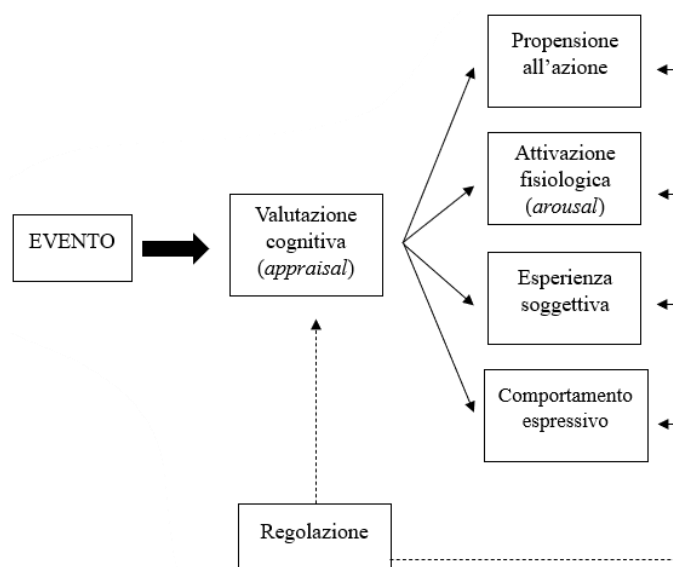 EVENTO
Valutazione
cognitiva
(appraisal)
Propensione
all’azione
Attivazione
fisiologica
(arousal)
Esperienza
soggettiva
Comportamento
espressivo
Regolazione